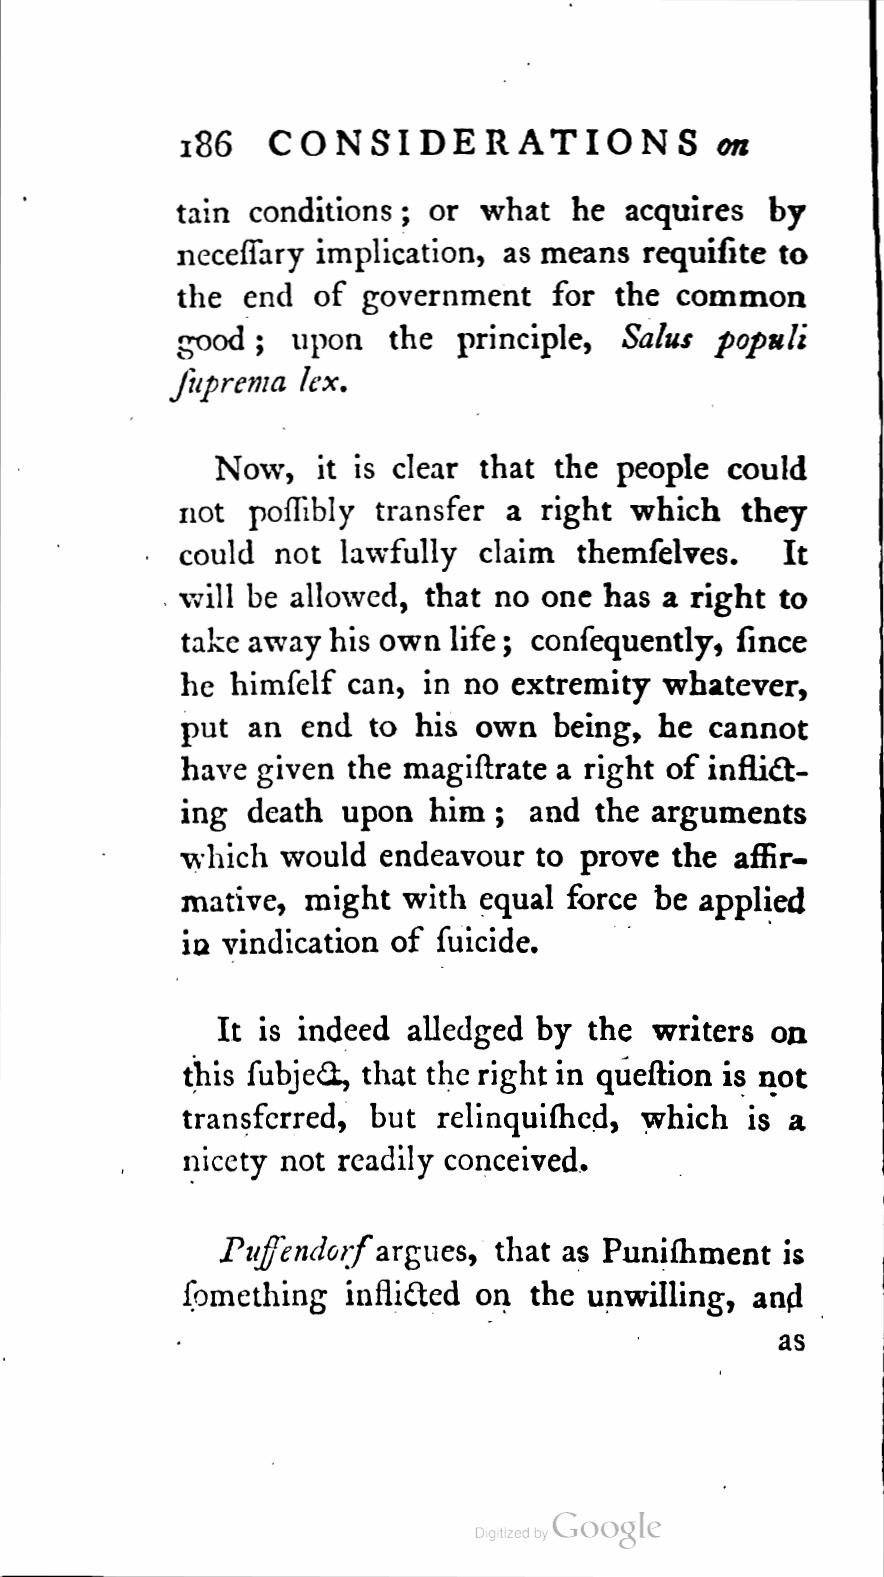 186 CONSIDERATIONS on
tain conditions; or what he acquires by
neceſſary implication, as means requiſite to
the end of government for the common
good; upon the principle, Salus populi
ſuprema lex.
Now, it is clear that the people could
not poſſibly transfer a right which they
could not lawfully claim themſelves. It
will be allowed, that no one has a right to
take away his own life; conſequently, ſince
he himſelf can, in no extremity whatever,
put an end to his own being, he cannot
have given the magiſtrate a right of inflict-
ing death upon him; and the arguments
which would endeavour to prove the affir-
mative, might with equal force be applied
in vindication of ſuicide.
It is indeed alledged by the writers on
this ſubject, that the right in queſtion is not
transferred, but relinquiſhed, which is a
nicety not readily conceived.
Puffendorf argues, that as Puniſhment is
ſomething inflicted on the unwilling, and
as
Digitized by Google